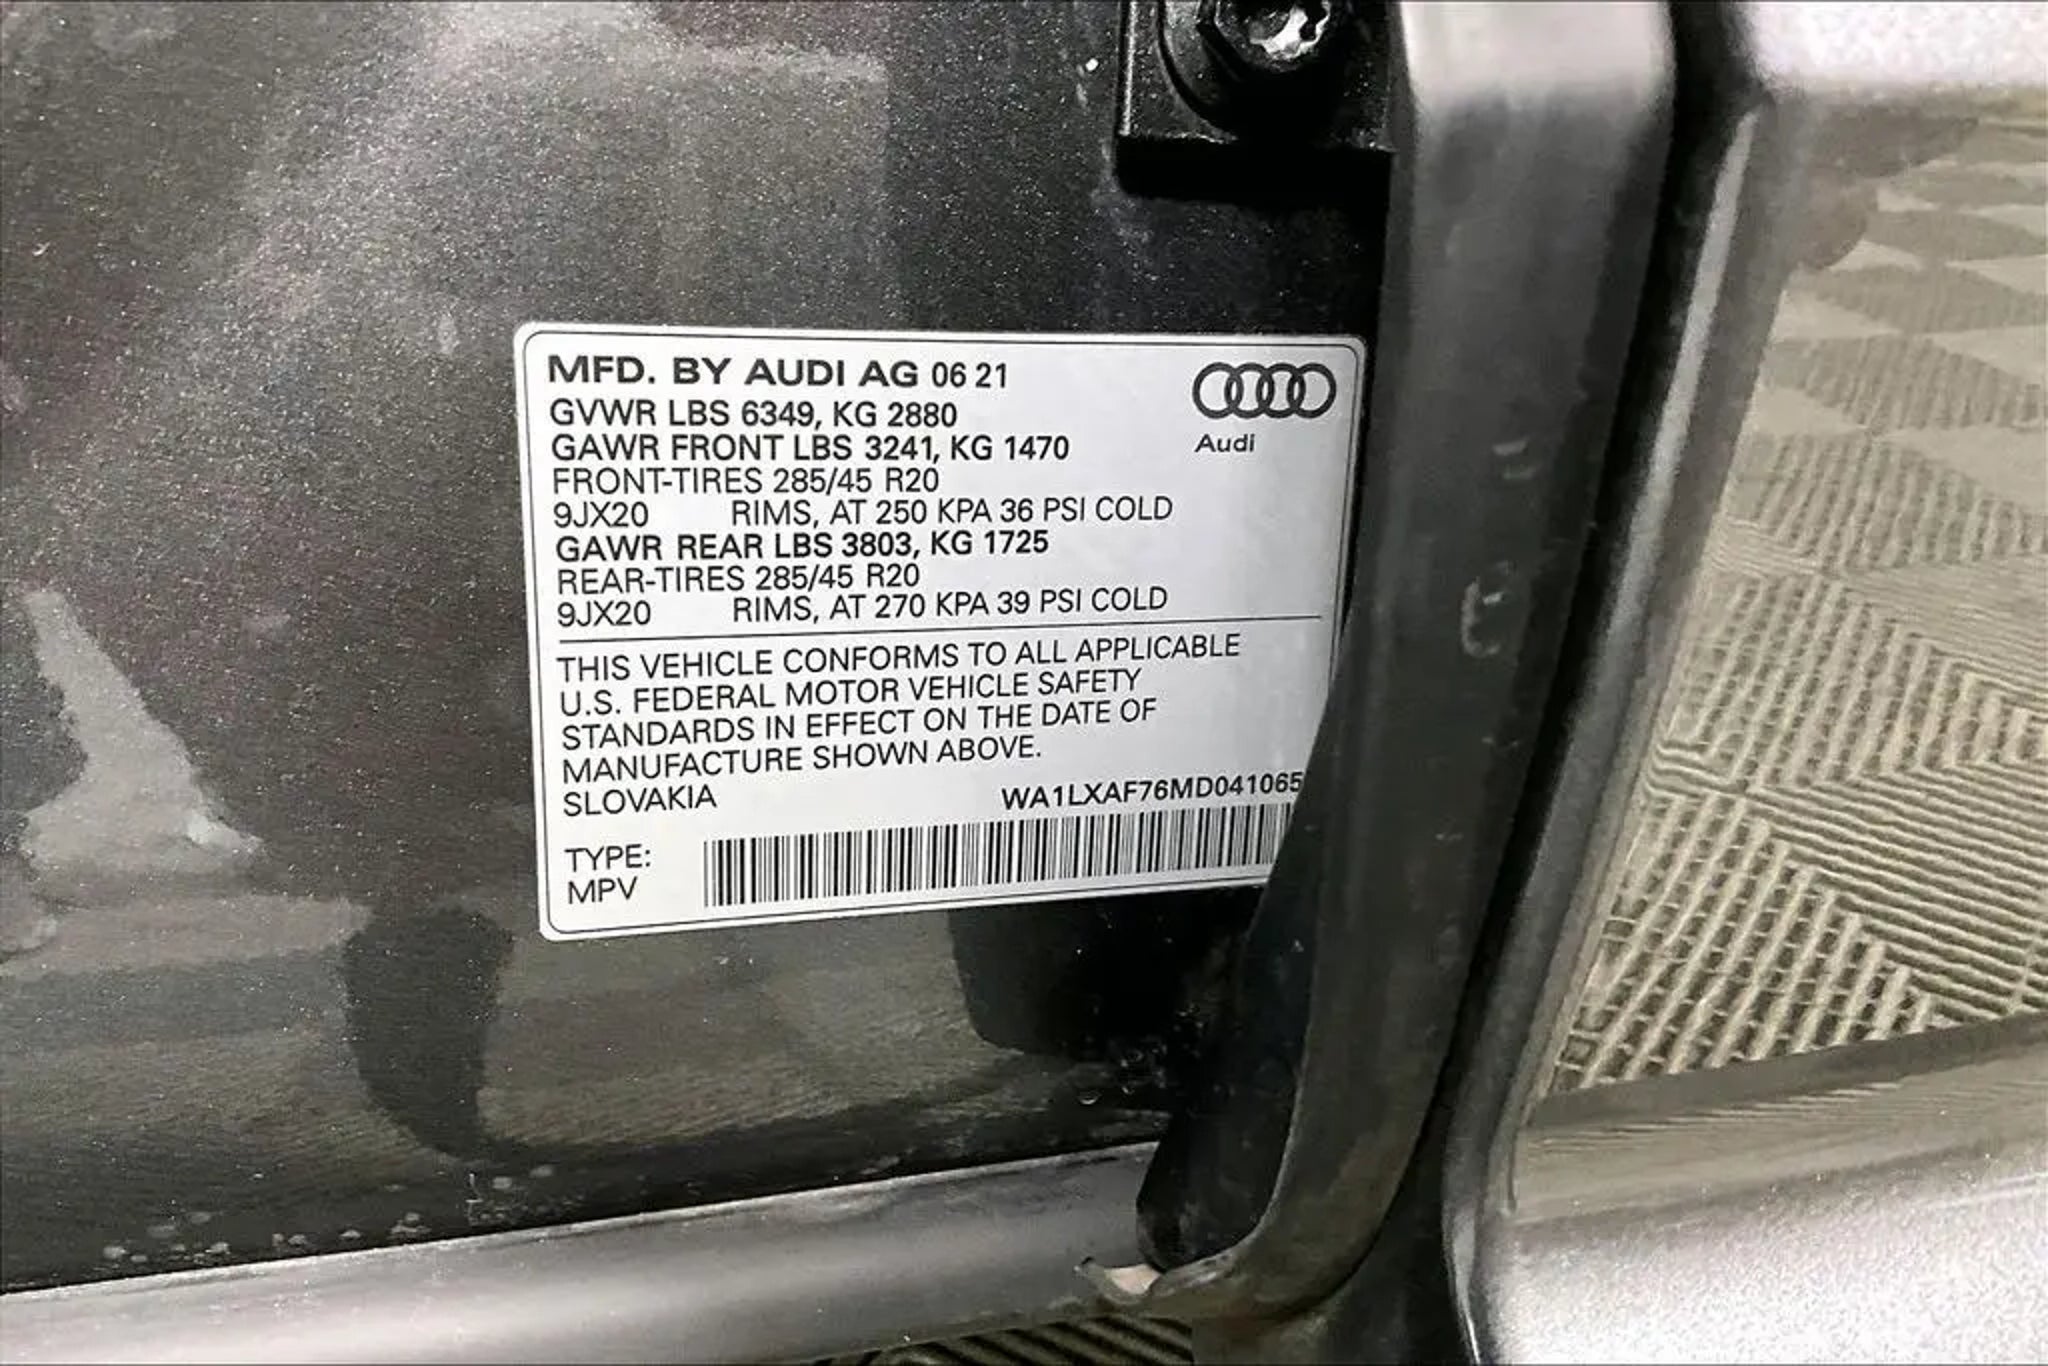 MFD. BY AUDI AG 06 21
GVWR LBS 6349, KG 2880
GAWR FRONT LBS 3241, KG 1470
Audi
FRONT-TIRES 285/45 R20
9JX20 RIMS, AT 250 KPA 36 PSI COLD
GAWR REAR LBS 3803, KG 1725
REAR-TIRES 285/45 R20
9JX20 RIMS, AT 270 KPA 39 PSI COLD
THIS VEHICLE CONFORMS TO ALL APPLICABLE
U.S. FEDERAL MOTOR VEHICLE SAFETY
STANDARDS IN EFFECT ON THE DATE OF
MANUFACTURE SHOWN ABOVE.
SLOVAKIA WA1LXAF76MD041065
TYPE:
MPV